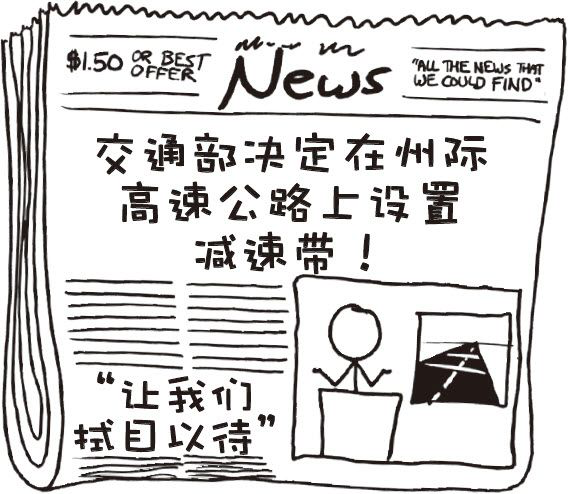 $1.50 OR BEST OFFER
News
"ALL THE NEWS THAT WE COULD FIND"
交通部决定在州际
高速公路上设置
减速带！
“让我们
拭目以待”